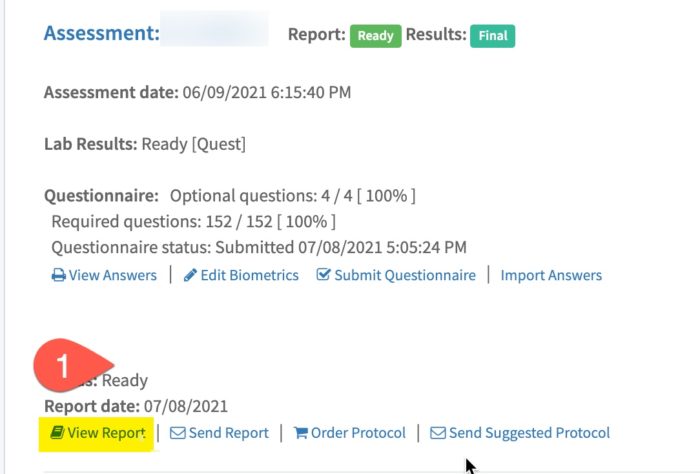 Assessment: Report: Ready Results: Final
Assessment date: 06/09/2021 6:15:40 PM
Lab Results: Ready [Quest]
Questionnaire: Optional questions: 4 / 4 [ 100% ]
Required questions: 152 / 152 [ 100% ]
Questionnaire status: Submitted 07/08/2021 5:05:24 PM
View Answers | Edit Biometrics Submit Questionnaire | Import Answers
1
Ready
Report date: 07/08/2021
View Report | Send Report | Order Protocol | Send Suggested Protocol